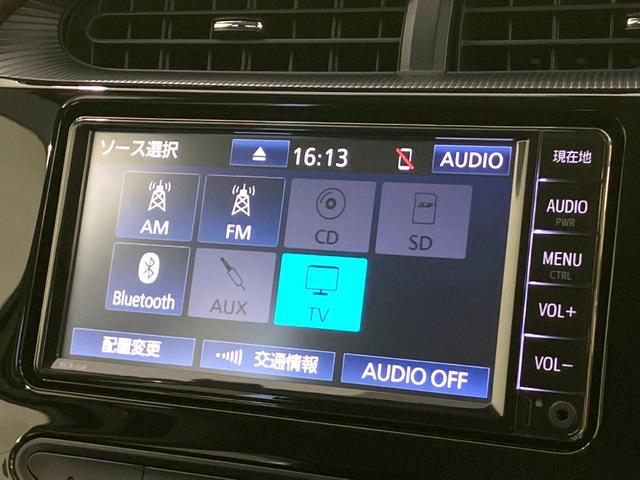 ソース選択 16:13 AUDIO
現在地
AM FM CD SD
AUDIO
PWR
MENU
CTRL
Bluetooth AUX TV
VOL+
配置変更 交通情報 AUDIO OFF
VOL−